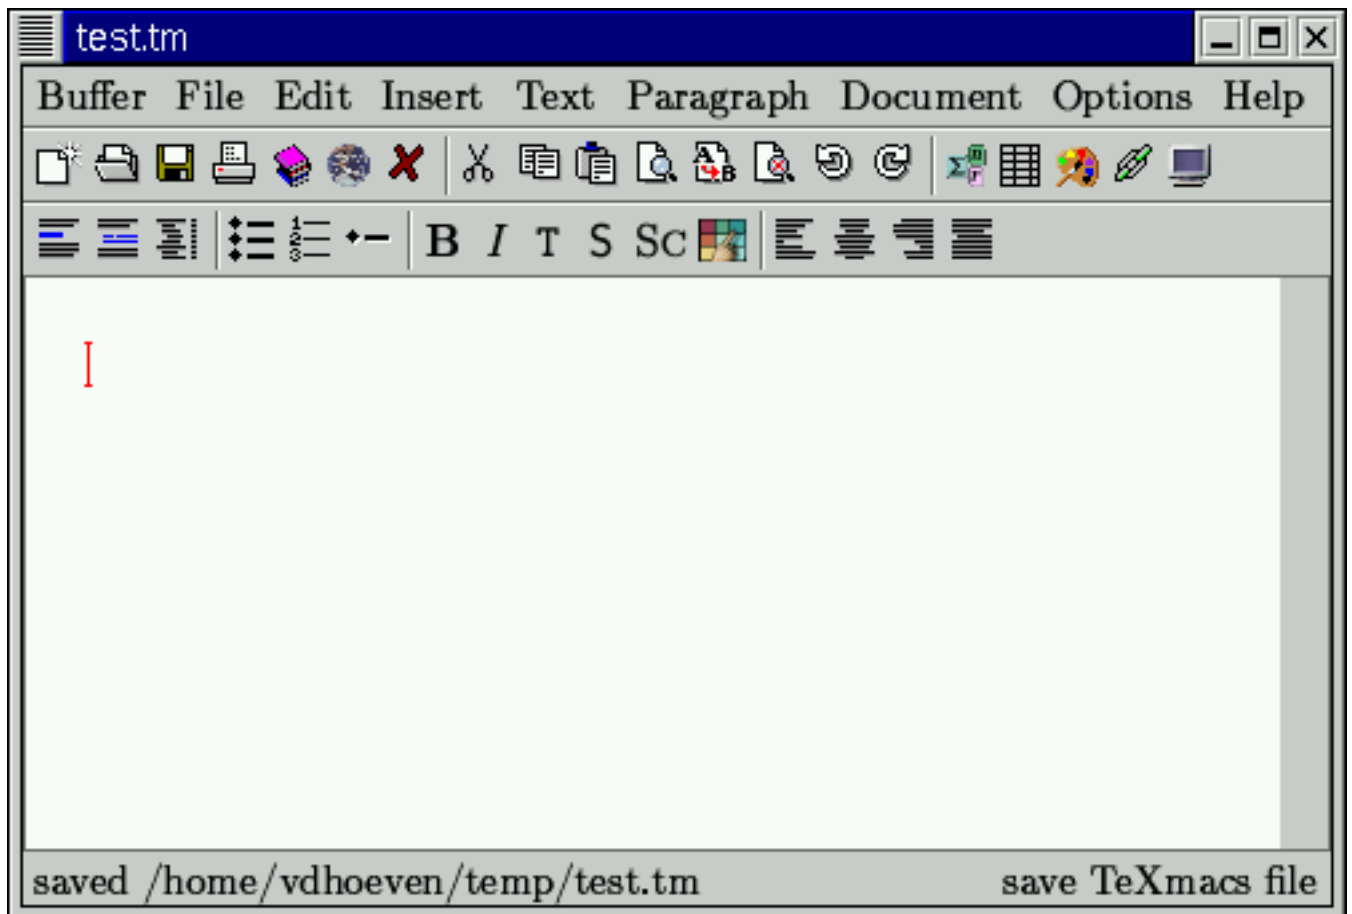 test.tm
Buffer File Edit Insert Text Paragraph Document Options Help
B I T S SC
saved /home/vdhoeven/temp/test.tm save TeXmacs file